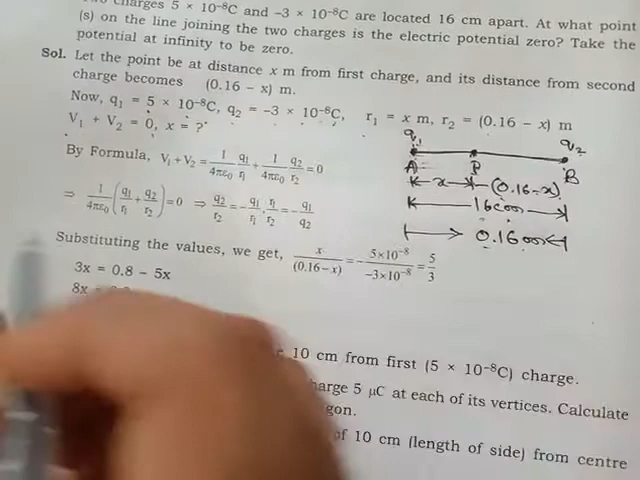 charges 5 × 10⁻⁸C and –3 × 10⁻⁸C are located 16 cm apart. At what point
(s) on the line joining the two charges is the electric potential zero? Take the
potential at infinity to be zero.
Sol. Let the point be at distance x m from first charge, and its distance from second
charge becomes (0.16 – x) m.
Now, q₁ = 5 × 10⁻⁸C, q₂ = –3 × 10⁻⁸C, r₁ = x m, r₂ = (0.16 – x) m
V₁ + V₂ = 0, x = ?
q₁ q₂
A P B
x (0.16-x)
16cm
0.16
By Formula, V₁+V₂ = 1/4πε₀ q₁/r₁ + 1/4πε₀ q₂/r₂ = 0
⇒ 1/4πε₀ (q₁/r₁ + q₂/r₂) = 0 ⇒ q₂/r₂ = – q₁/r₁, r₁/r₂ = – q₁/q₂
Substituting the values, we get, x/(0.16–x) = – 5×10⁻⁸/–3×10⁻⁸ = 5/3
3x = 0.8 – 5x
8x
10 cm from first (5 × 10⁻⁸C) charge.
charge 5 μC at each of its vertices. Calculate
of 10 cm (length of side) from centre